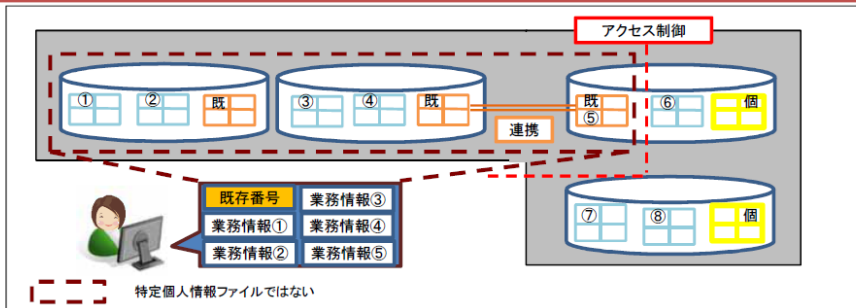 アクセス制御
① ② 既 ③ ④ 既 既 ⑤ ⑥ 個
連携
既存番号 業務情報③
業務情報① 業務情報④
業務情報② 業務情報⑤
⑦ ⑧ 個
特定個人情報ファイルではない